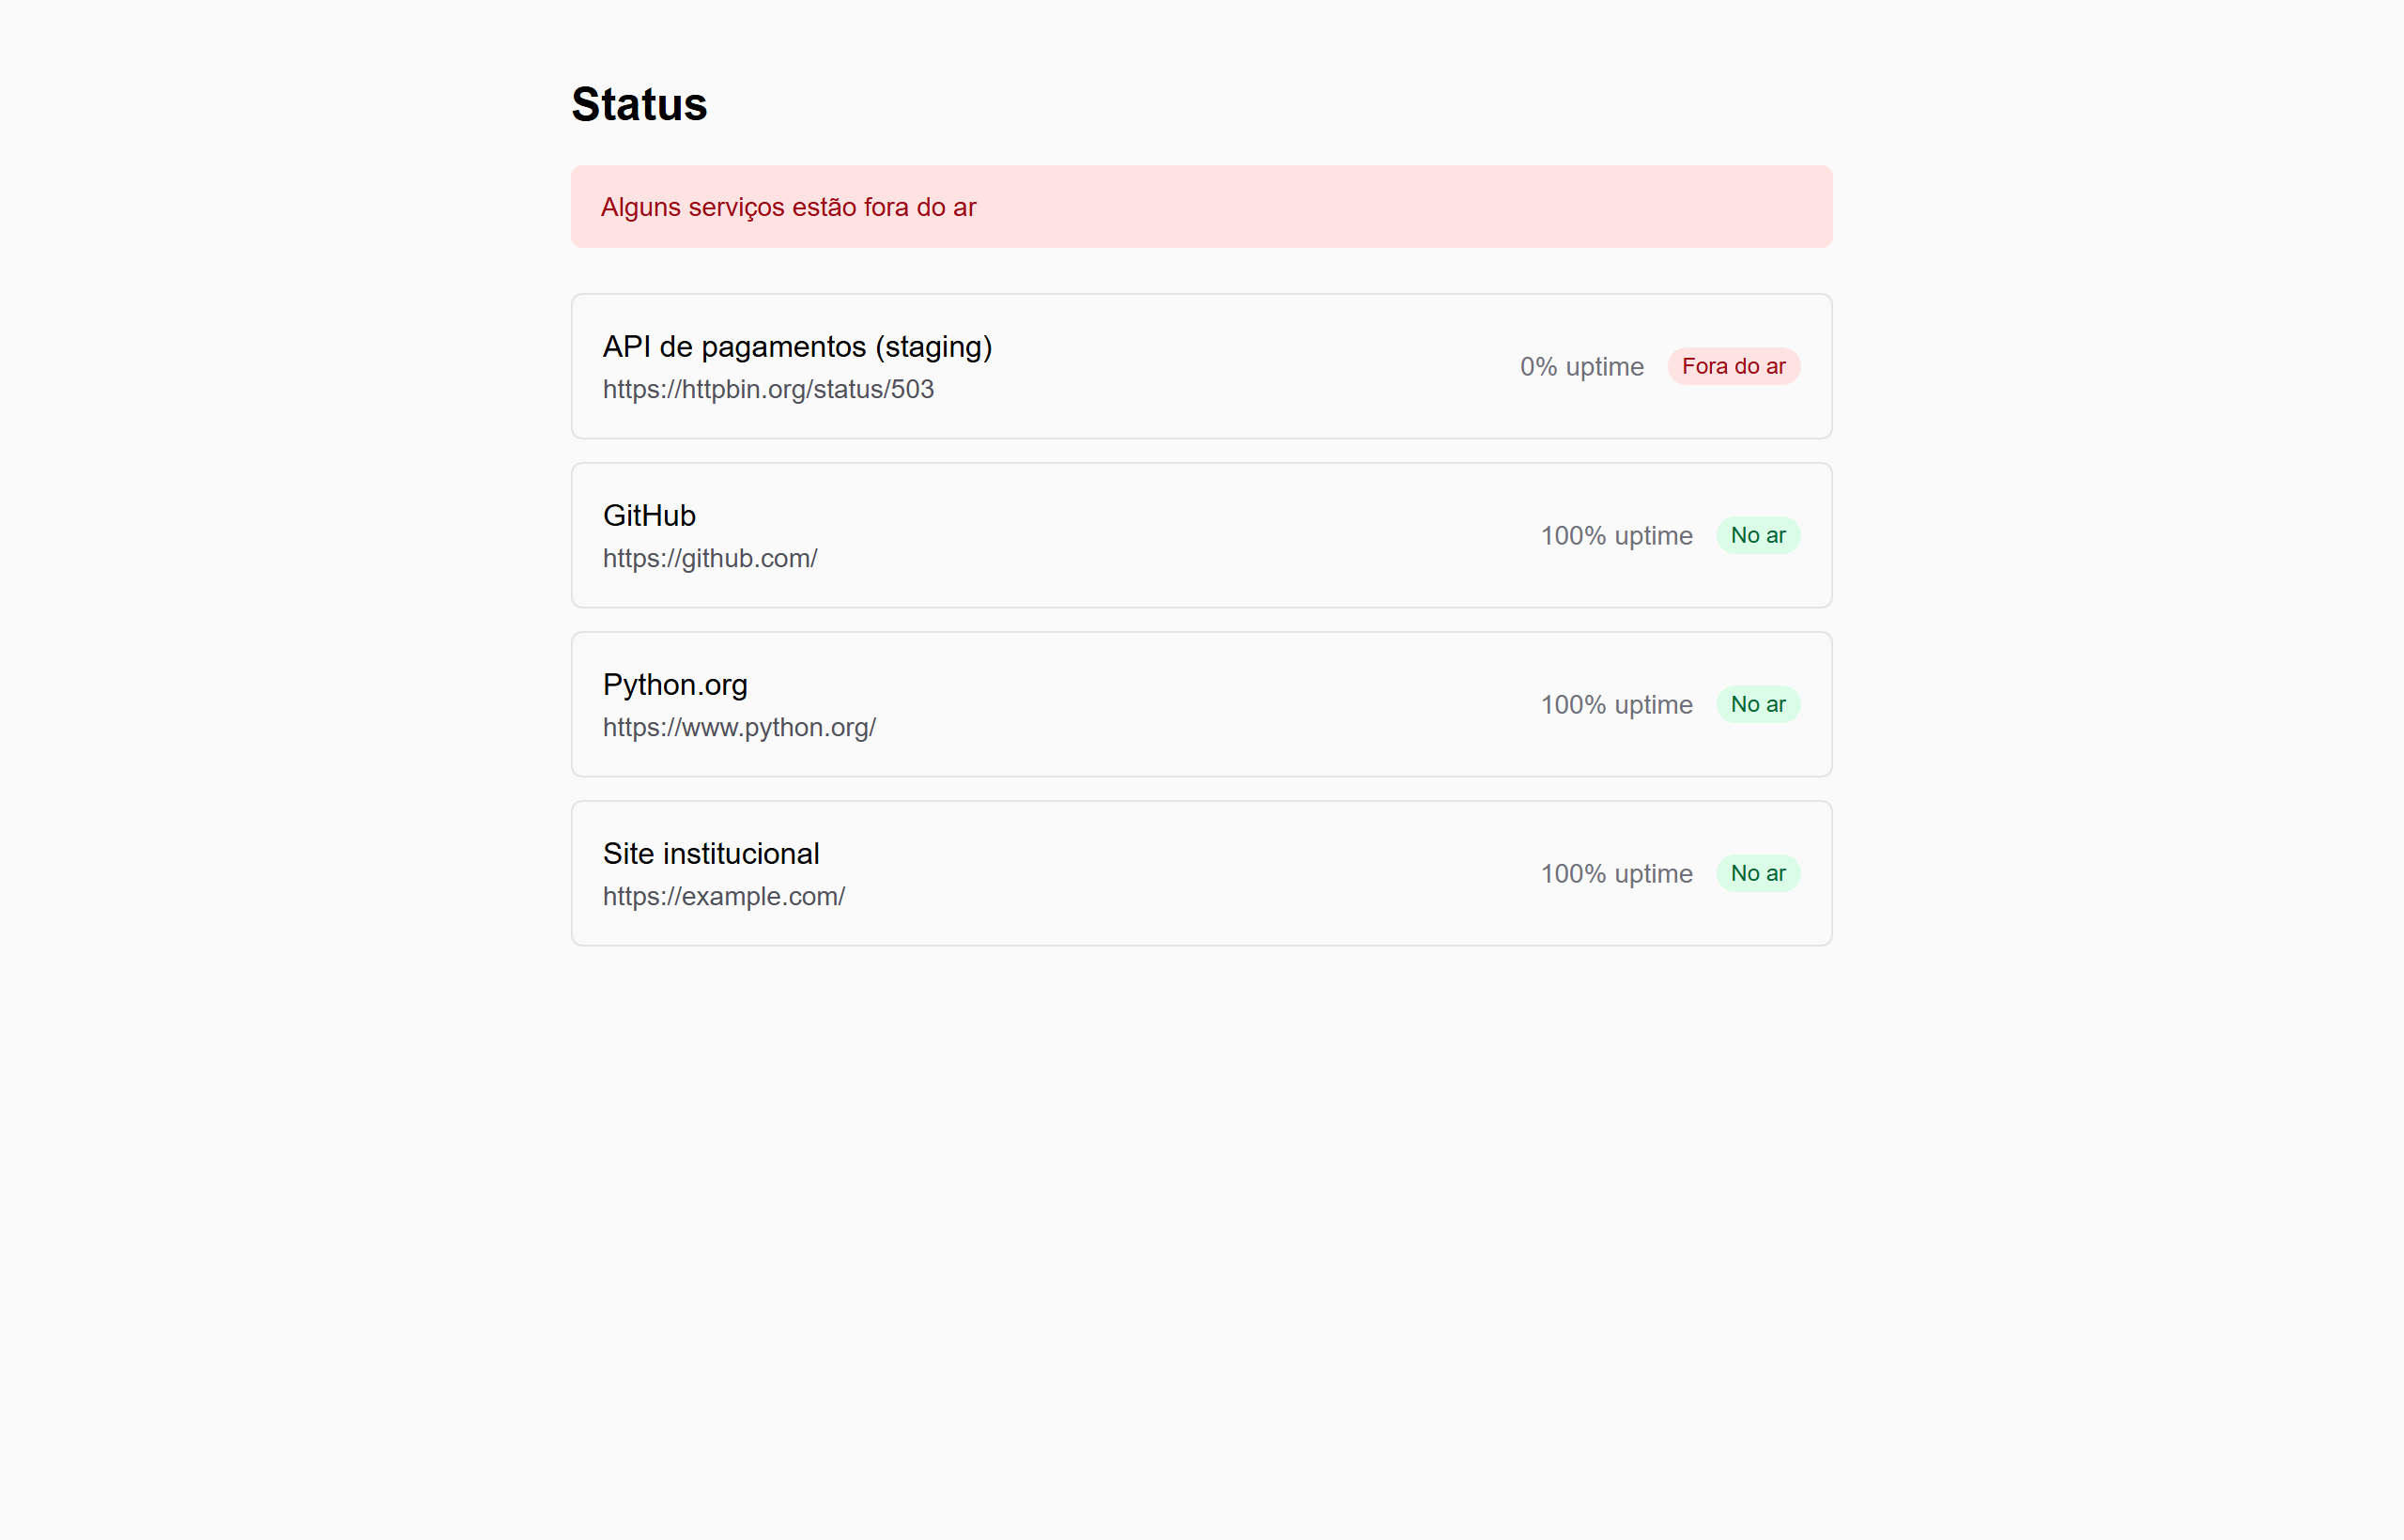 Status
Alguns serviços estão fora do ar
API de pagamentos (staging)
https://httpbin.org/status/503
0% uptime
Fora do ar
GitHub
https://github.com/
100% uptime
No ar
Python.org
https://www.python.org/
100% uptime
No ar
Site institucional
https://example.com/
100% uptime
No ar